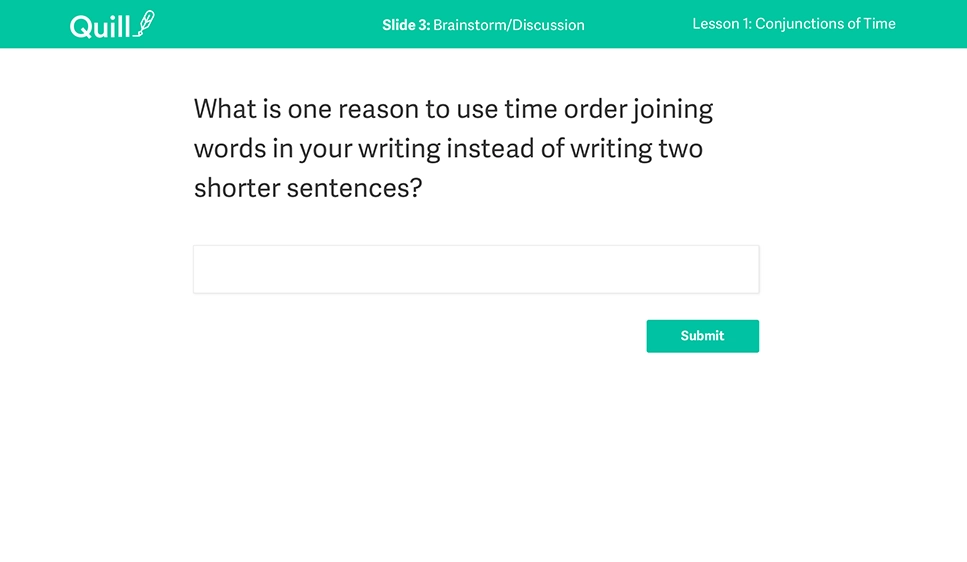 Quill
Slide 3: Brainstorm/Discussion
Lesson 1: Conjunctions of Time
What is one reason to use time order joining
words in your writing instead of writing two
shorter sentences?
Submit